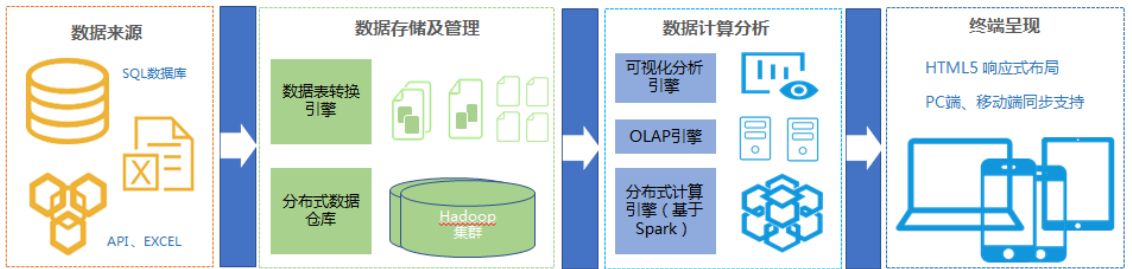 数据来源
SQL数据库
X
API、EXCEL
数据存储及管理
数据表转换
引擎
分布式数据
仓库
Hadoop
集群
数据计算分析
可视化分析
引擎
OLAP引擎
分布式计算
引擎（基于
Spark）
终端呈现
HTML5 响应式布局
PC端、移动端同步支持